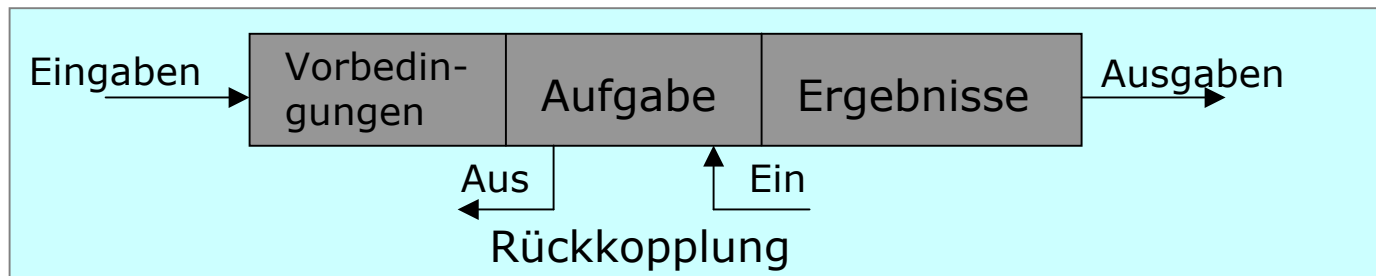 Eingaben
Vorbedin-
gungen
Aufgabe
Ergebnisse
Ausgaben
Aus
Ein
Rückkopplung